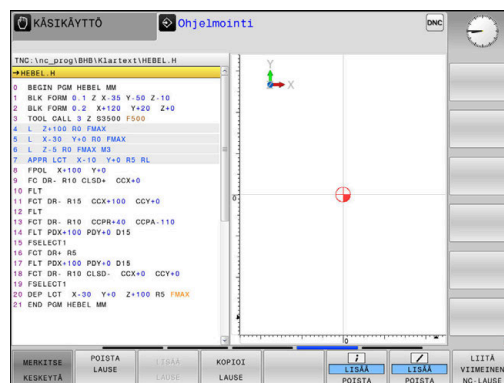 KÄSIKÄYTTÖ
Ohjelmointi
DNC
TNC:\nc_prog\BHB\Klartext\HEBEL.H
→HEBEL.H
0 BEGIN PGM HEBEL MM
1 BLK FORM 0.1 Z X-35 Y-50 Z-10
2 BLK FORM 0.2 X+120 Y+20 Z+0
3 TOOL CALL 3 Z S3500 F500
4 L Z+100 R0 FMAX
5 L X-30 Y+0 R0 FMAX
6 L Z-5 R0 FMAX M3
7 APPR LCT X-10 Y+0 R5 RL
8 FPOL X+100 Y+0
9 FC DR- R10 CLSD+ CCX+0
10 FLT
11 FCT DR- R15 CCX+100 CCY+0
12 FLT
13 FCT DR- R10 CCPR+40 CCPA-110
14 FLT PDX+100 PDY+0 D15
15 FSELECT1
16 FCT DR+ R5
17 FLT PDX+100 PDY+0 D15
18 FCT DR- R10 CLSD- CCX+0 CCY+0
19 FSELECT1
20 DEP LCT X-30 Y+0 Z+100 R5 FMAX
21 END PGM HEBEL MM
Y
X
0
0
MERKITSE
KESKEYTÄ
POISTA
LAUSE
LISÄÄ
LAUSE
KOPIOI
LAUSE
;
LISÄÄ
POISTA
/
LISÄÄ
POISTA
LIITÄ
VIIMEINEN
NC-LAUSE